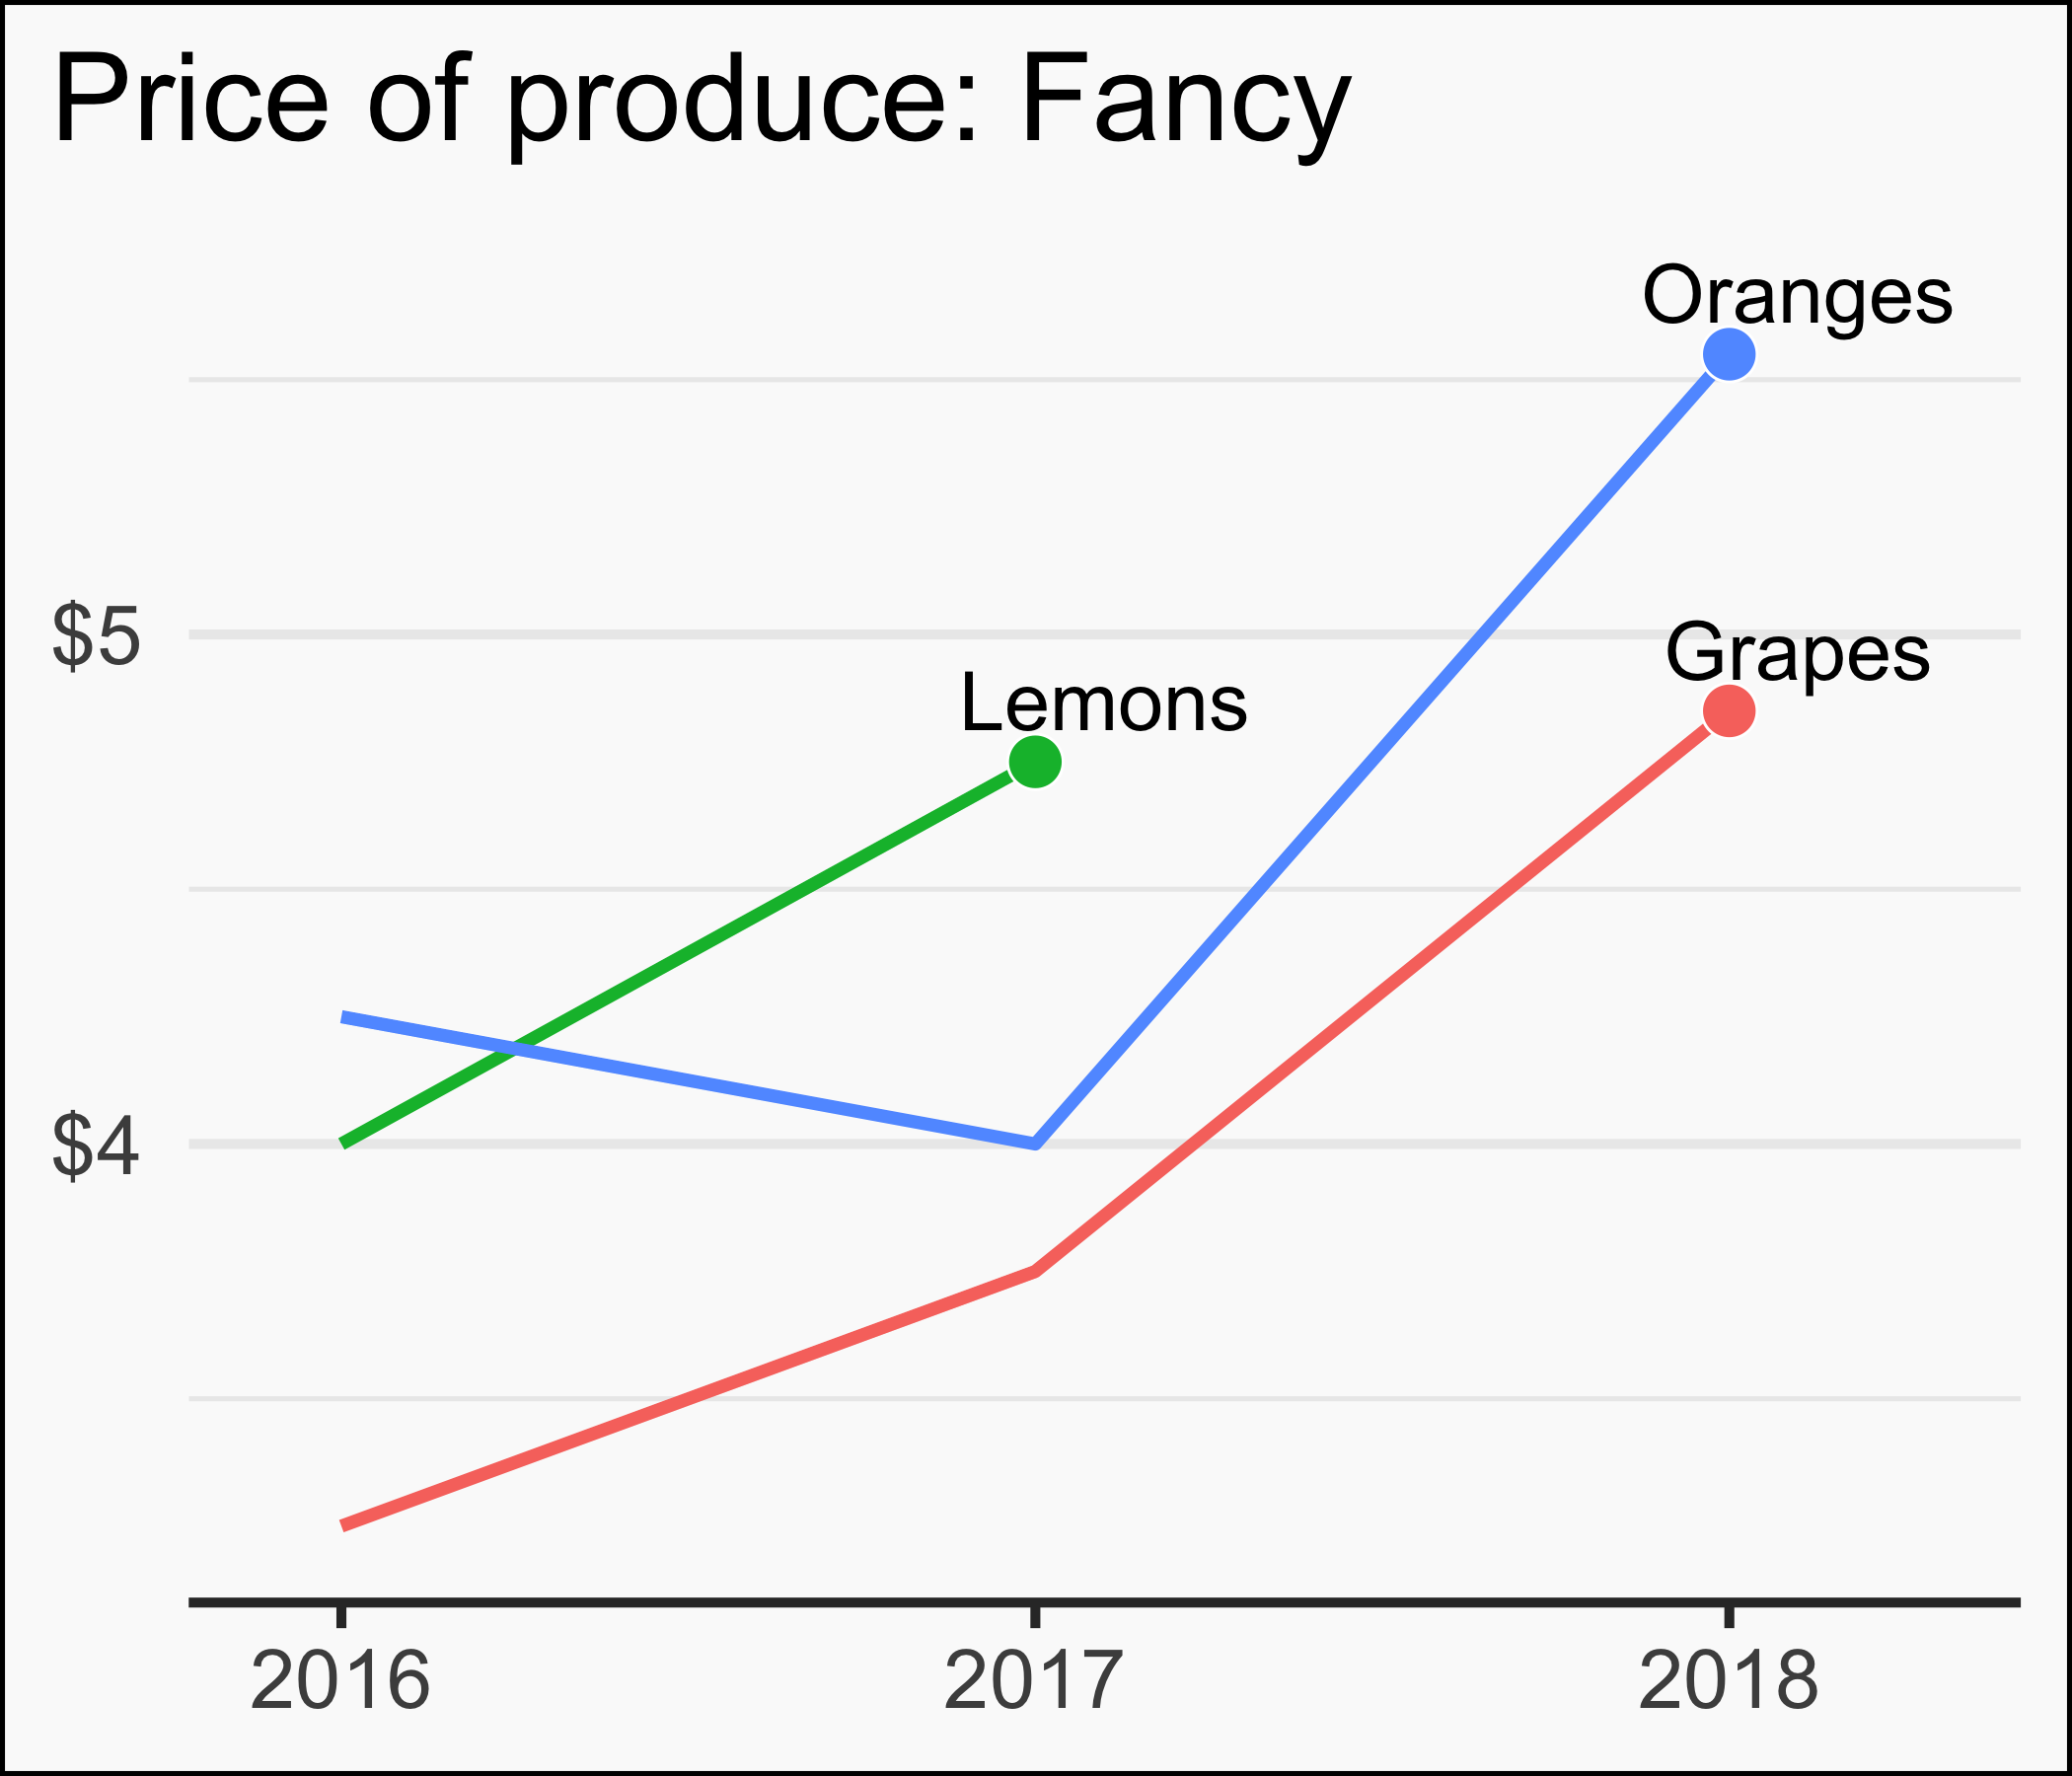 Price of produce: Fancy
Oranges
$5
Grapes
Lemons
$4
2016 2017 2018